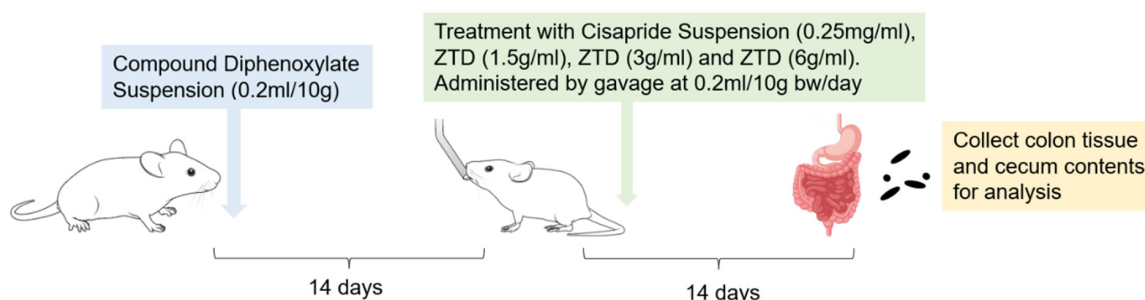 Compound Diphenoxylate
Suspension (0.2ml/10g)
Treatment with Cisapride Suspension (0.25mg/ml),
ZTD (1.5g/ml), ZTD (3g/ml) and ZTD (6g/ml).
Administered by gavage at 0.2ml/10g bw/day
Collect colon tissue
and cecum contents
for analysis
14 days
14 days